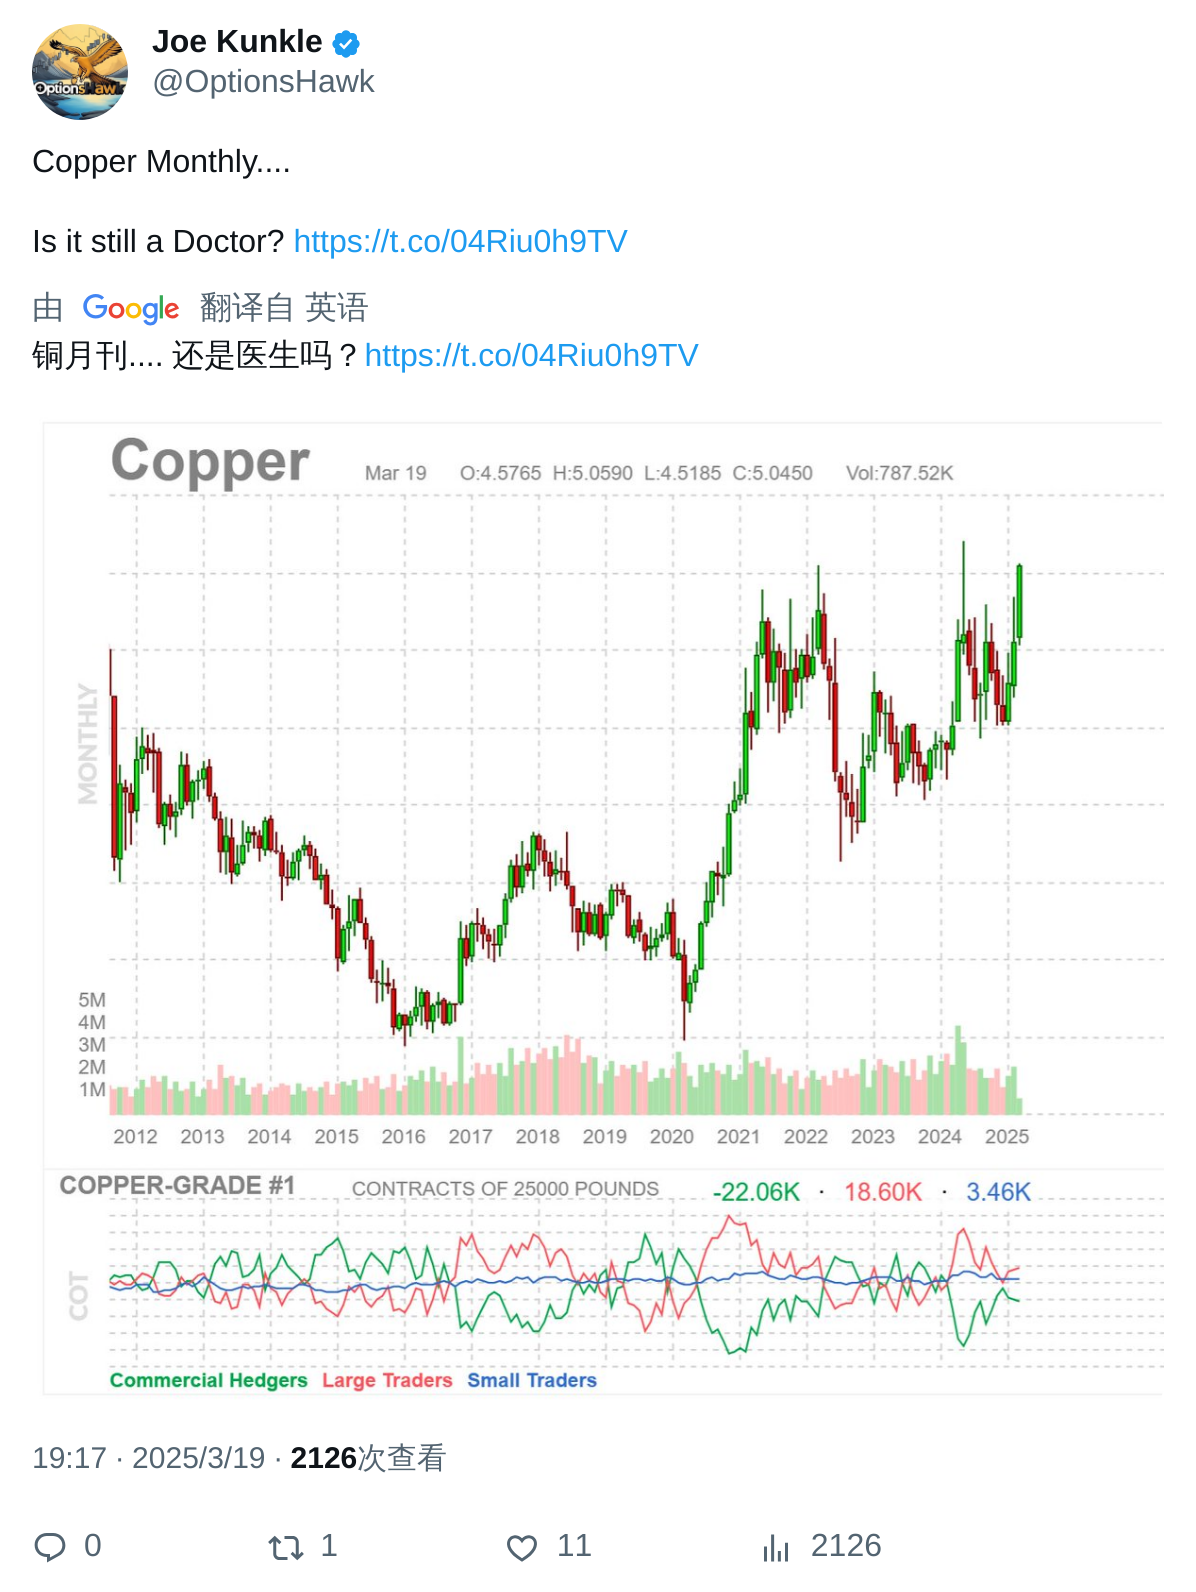 Joe Kunkle
@OptionsHawk
OptionsHawk
Copper Monthly....
Is it still a Doctor? https://t.co/04Riu0h9TV
由 Google 翻译自 英语
铜月刊.... 还是医生吗？https://t.co/04Riu0h9TV
Copper Mar 19 O:4.5765 H:5.0590 L:4.5185 C:5.0450 Vol:787.52K
MONTHLY
5M
4M
3M
2M
1M
2012 2013 2014 2015 2016 2017 2018 2019 2020 2021 2022 2023 2024 2025
COPPER-GRADE #1 CONTRACTS OF 25000 POUNDS -22.06K · 18.60K · 3.46K
COT
Commercial Hedgers Large Traders Small Traders
19:17 · 2025/3/19 · 2126次查看
0 1 11 2126